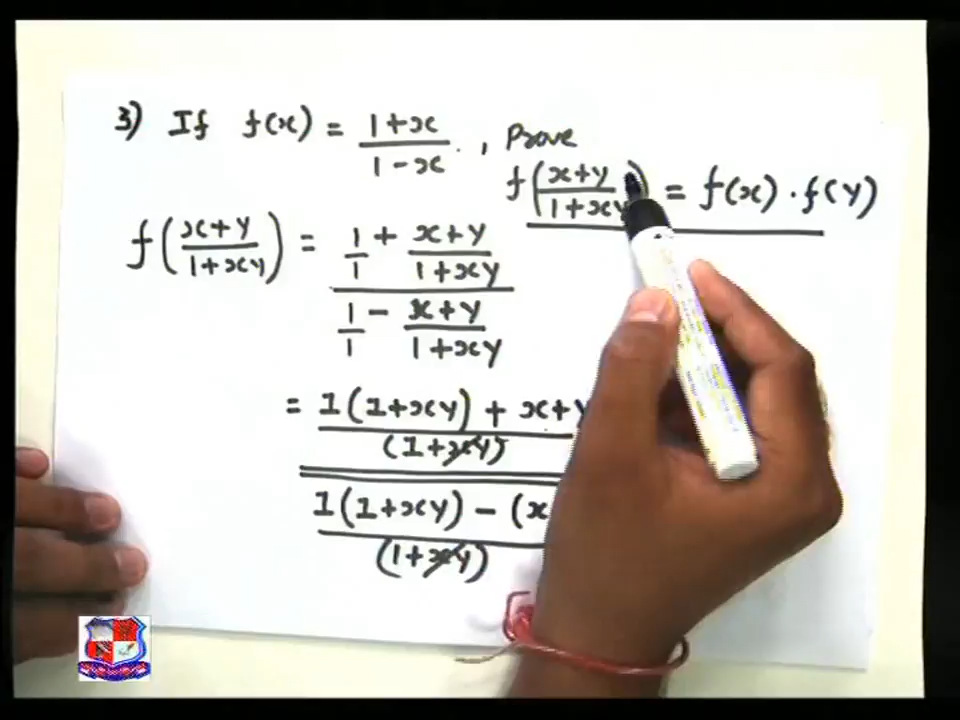 3) If f(x) = 1+x / 1-x . , Prove
f(x+y / 1+xy) = f(x) . f(y)
f(x+y / 1+xy) = 1/1 + x+y / 1+xy
1/1 - x+y / 1+xy
= 1(1+xy) + x+y
(1+xy)
1(1+xy) - (x
(1+xy)